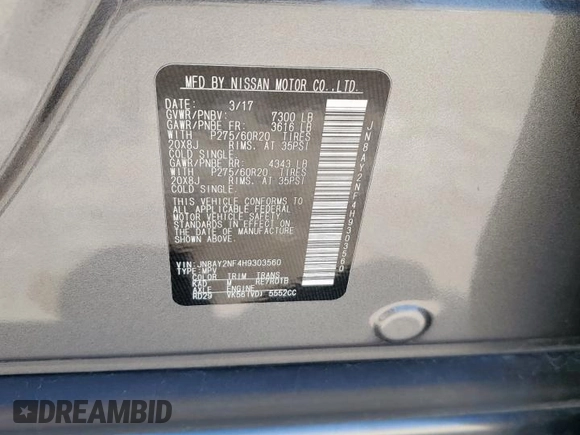 MFD BY NISSAN MOTOR CO.,LTD.
DATE: 3/17
GVWR/PNBV: 7300 LB
GAWR/PNBE FR: 3616 LB
WITH P275/60R20 TIRES
20X8J RIMS. AT 35PSI
COLD SINGLE.
GAWR/PNBE RR: 4343 LB
WITH P275/60R20 TIRES
20X8J RIMS. AT 35PSI
COLD SINGLE.
THIS VEHICLE CONFORMS TO
ALL APPLICABLE FEDERAL
MOTOR VEHICLE SAFETY
STANDARDS IN EFFECT ON
THE DATE OF MANUFACTURE
SHOWN ABOVE.
VIN: JN8AY2NF4H9303560
TYPE: MPV
COLOR TRIM TRANS
KAD M RE7R01B
AXLE ENGINE
RD29 VK56(VD) 5552CC
JN8AY2NF4H9303560
DREAMBID